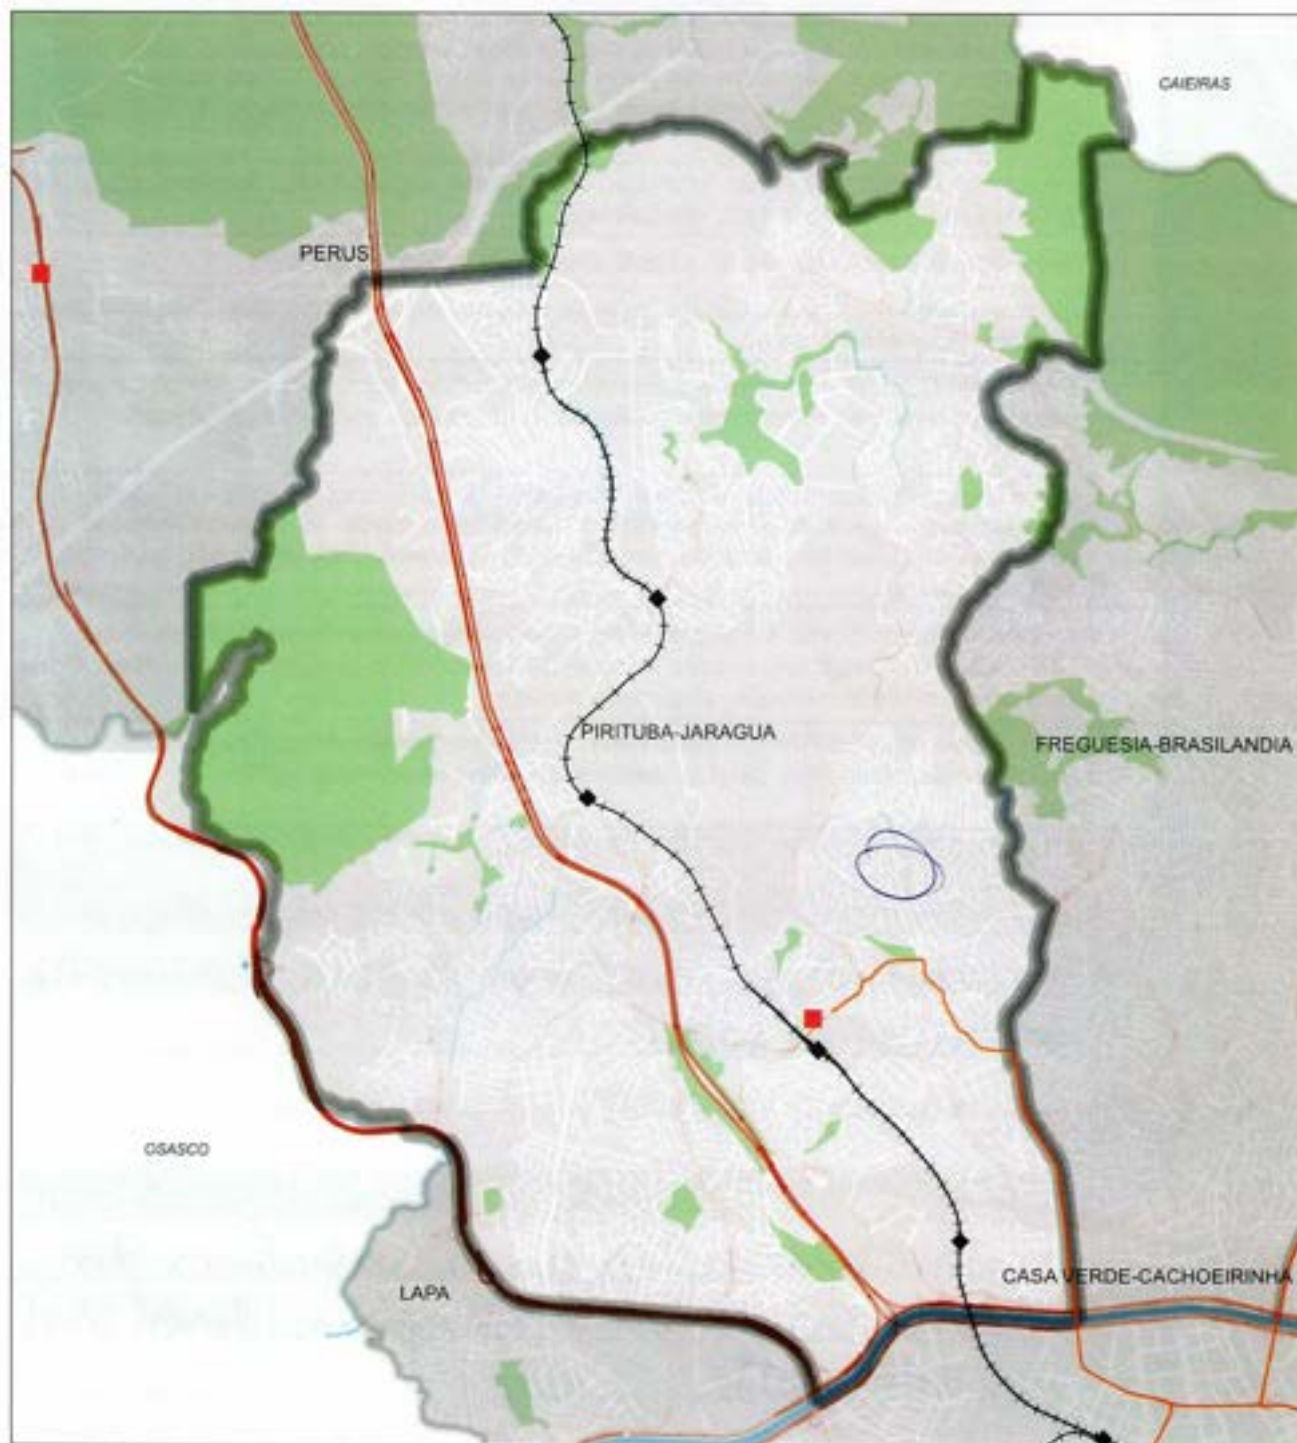 CAIEIRAS
PERUS
PIRITUBA-JARAGUA
FREGUESIA-BRASILANDIA
OSASCO
CASA VERDE-CACHOEIRINHA
LAPA